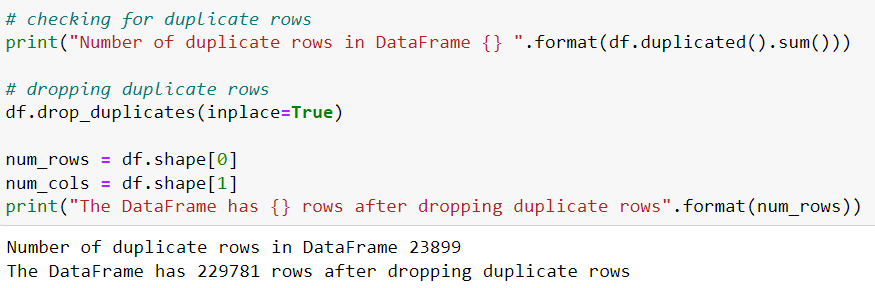 # checking for duplicate rows
print("Number of duplicate rows in DataFrame {} ".format(df.duplicated().sum()))
# dropping duplicate rows
df.drop_duplicates(inplace=True)
num_rows = df.shape[0]
num_cols = df.shape[1]
print("The DataFrame has {} rows after dropping duplicate rows".format(num_rows))
Number of duplicate rows in DataFrame 23899
The DataFrame has 229781 rows after dropping duplicate rows